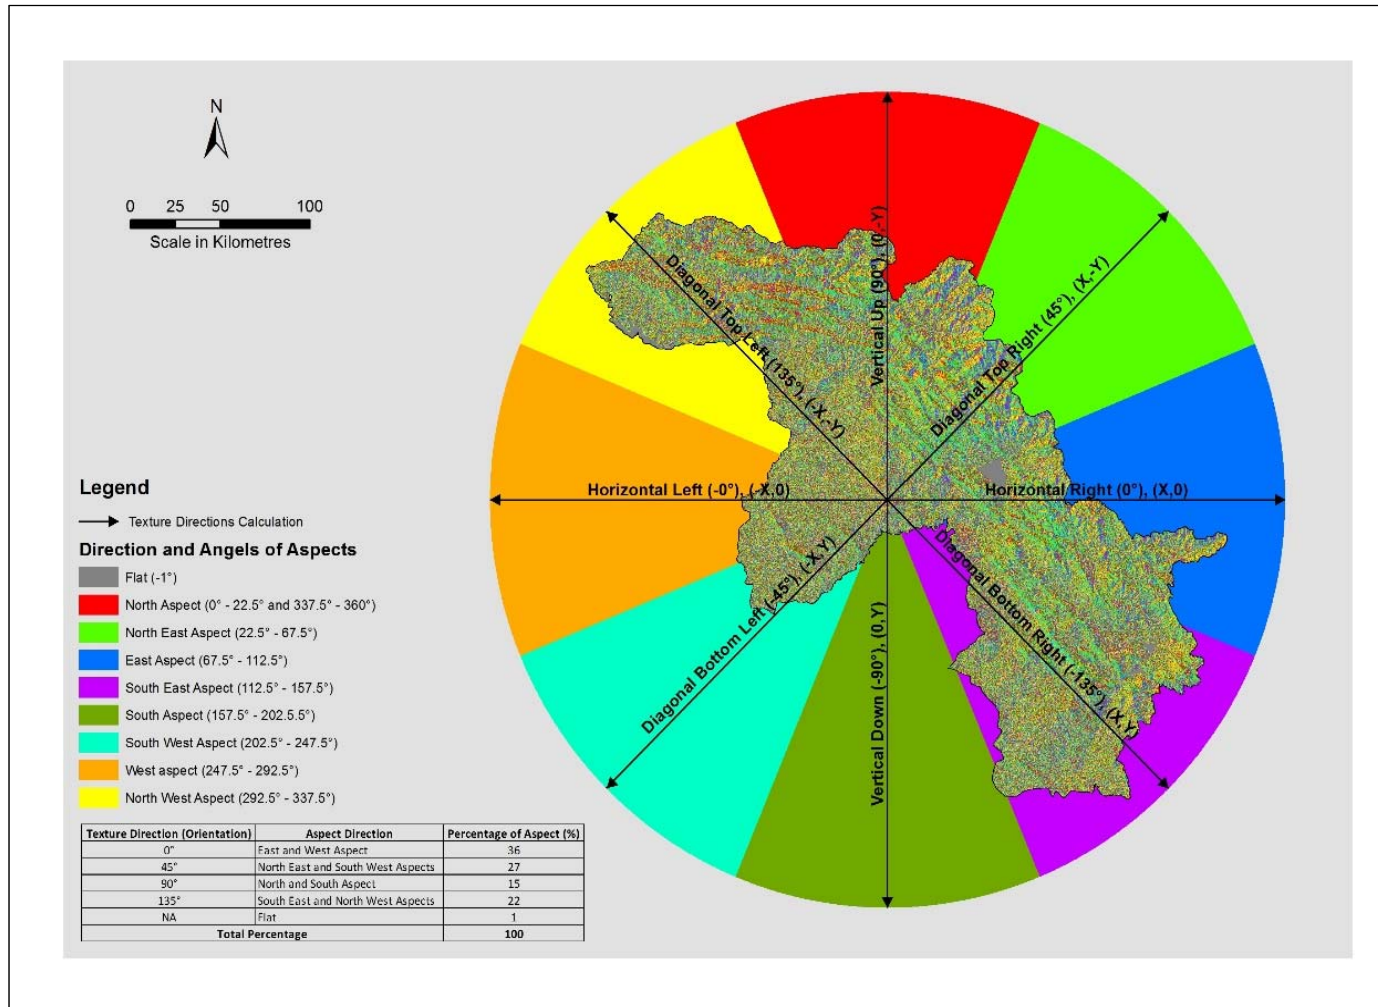 N
0 25 50 100
Scale in Kilometres
Vertical Up (90°), (0,-Y)
Diagonal Top Left (135°), (-X,-Y)
Diagonal Top Right (45°), (X,-Y)
Horizontal Left (-0°), (-X,0)
Horizontal Right (0°), (X,0)
Diagonal Bottom Left (-45°), (-X,Y)
Vertical Down (-90°), (0,Y)
Diagonal Bottom Right (-135°), (X,Y)
Legend
Texture Directions Calculation
Direction and Angels of Aspects
Flat (-1°)
North Aspect (0° - 22.5° and 337.5° - 360°)
North East Aspect (22.5° - 67.5°)
East Aspect (67.5° - 112.5°)
South East Aspect (112.5° - 157.5°)
South Aspect (157.5° - 202.5.5°)
South West Aspect (202.5° - 247.5°)
West aspect (247.5° - 292.5°)
North West Aspect (292.5° - 337.5°)
Texture Direction (Orientation) Aspect Direction Percentage of Aspect (%)
0° East and West Aspect 36
45° North East and South West Aspects 27
90° North and South Aspect 15
135° South East and North West Aspects 22
NA Flat 1
Total Percentage 100